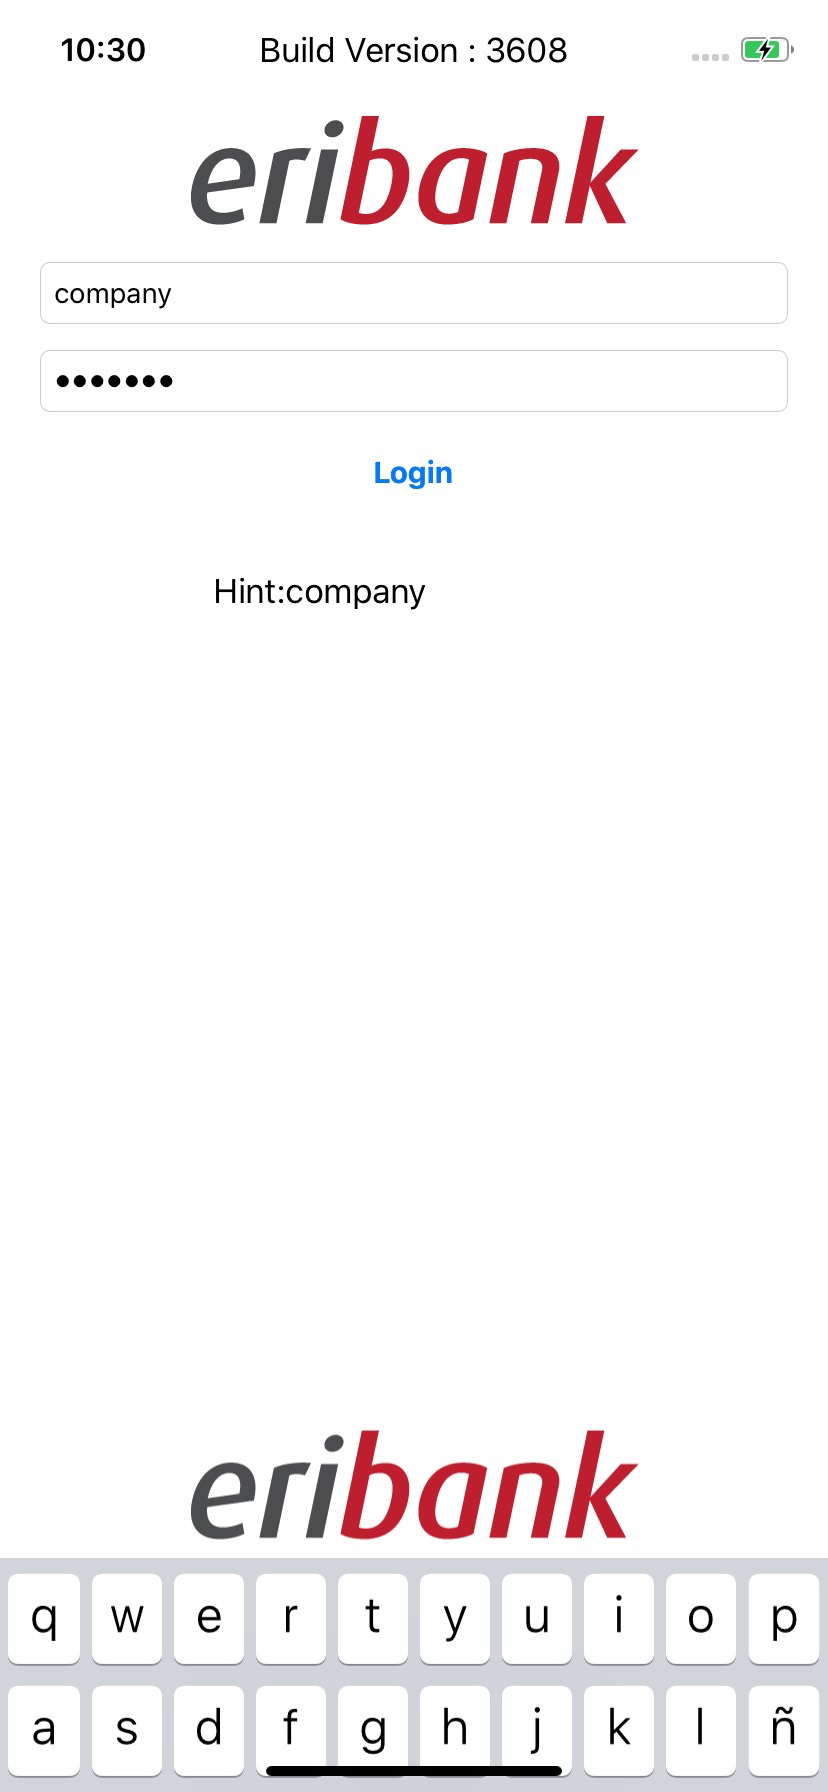 10:30
Build Version : 3608
eribank
company
•••••••
Login
Hint:company
eribank
q w e r t y u i o p
a s d f g h j k l ñ